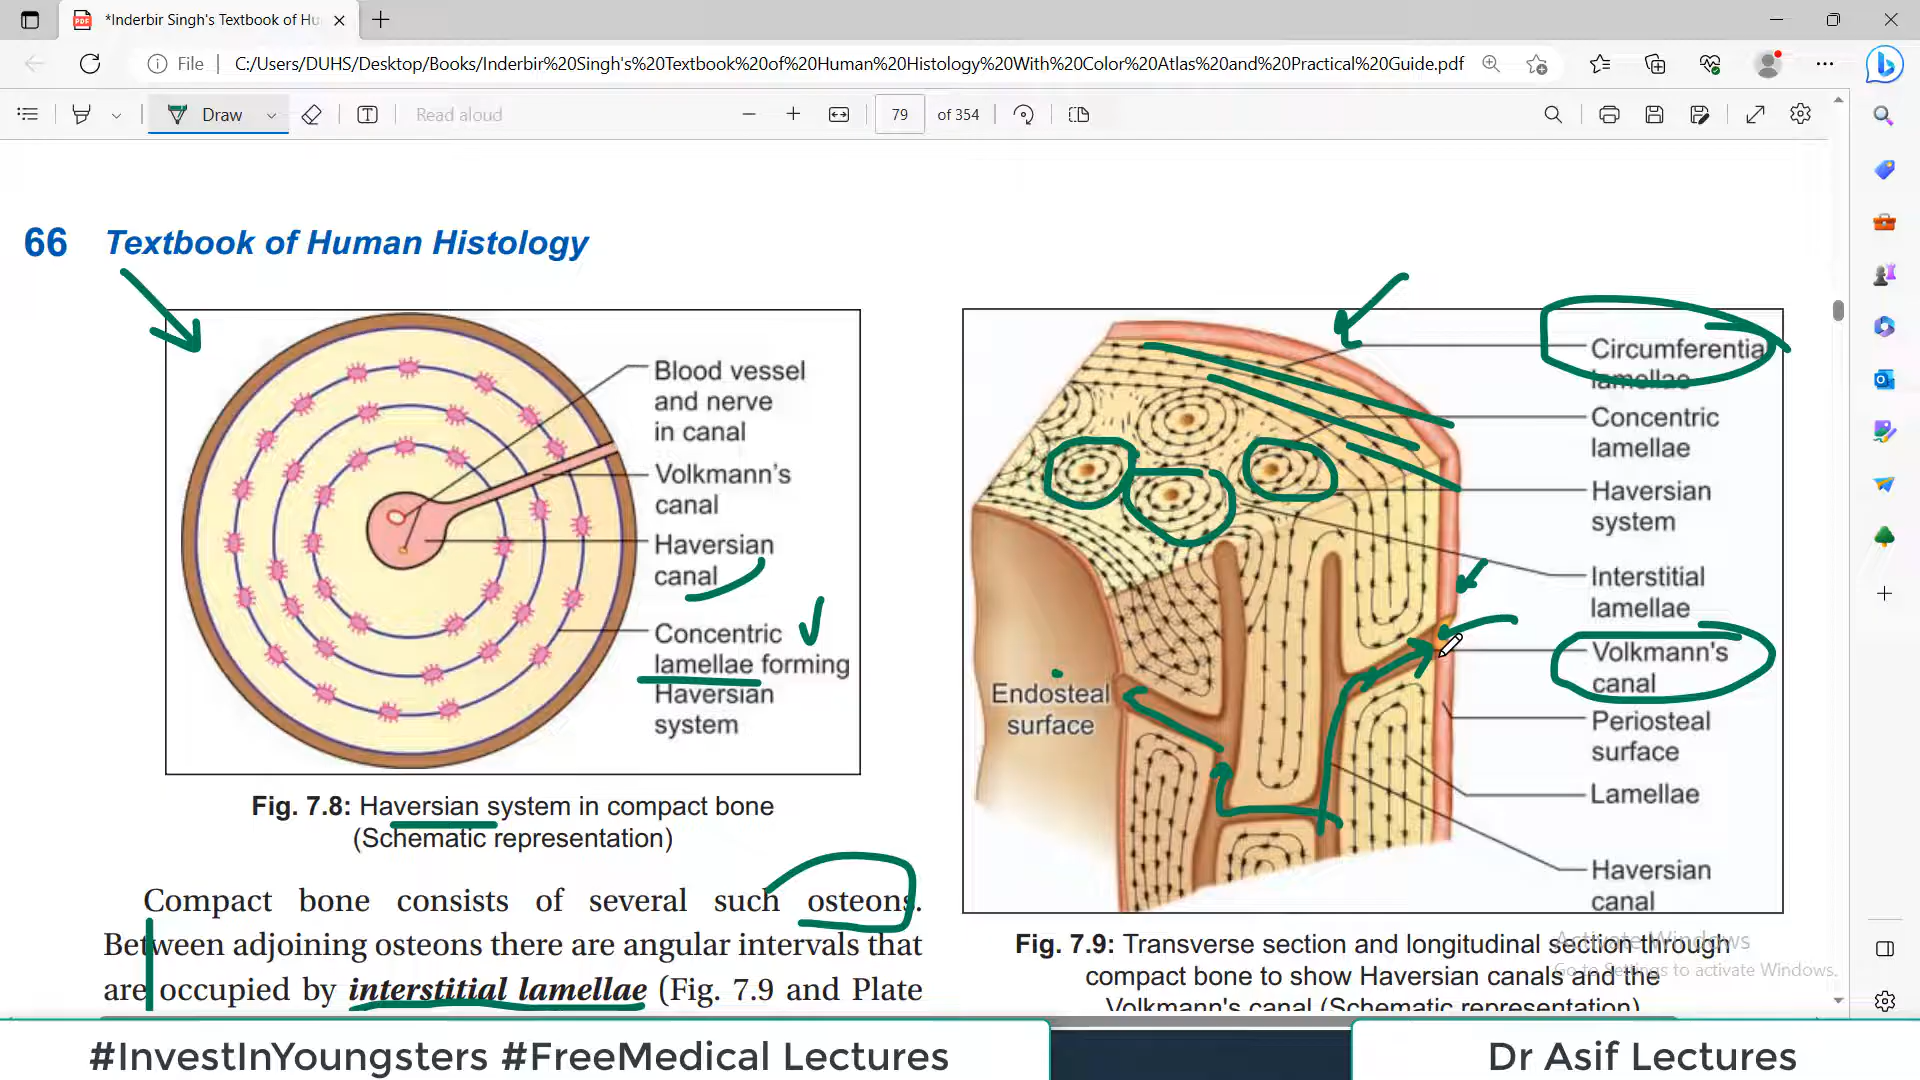 *Inderbir Singh's Textbook of Hu
File
C:/Users/DUHS/Desktop/Books/Inderbir%20Singh's%20Textbook%20of%20Human%20Histology%20With%20Color%20Atlas%20and%20Practical%20Guide.pdf
Draw
Read aloud
79
of 354
66 Textbook of Human Histology
Blood vessel
and nerve
in canal
Volkmann's
canal
Haversian
canal
Concentric
lamellae forming
Haversian
system
Fig. 7.8: Haversian system in compact bone
(Schematic representation)
Compact bone consists of several such osteons.
Between adjoining osteons there are angular intervals that
are occupied by interstitial lamellae (Fig. 7.9 and Plate
Circumferential
lamellae
Concentric
lamellae
Haversian
system
Interstitial
lamellae
Volkmann's
canal
Periosteal
surface
Lamellae
Haversian
canal
Endosteal
surface
Fig. 7.9: Transverse section and longitudinal section through
compact bone to show Haversian canals and the
Volkmann's canal (Schematic representation)
Activate Windows
Go to Settings to activate Windows.
#InvestInYoungsters #FreeMedical Lectures
Dr Asif Lectures